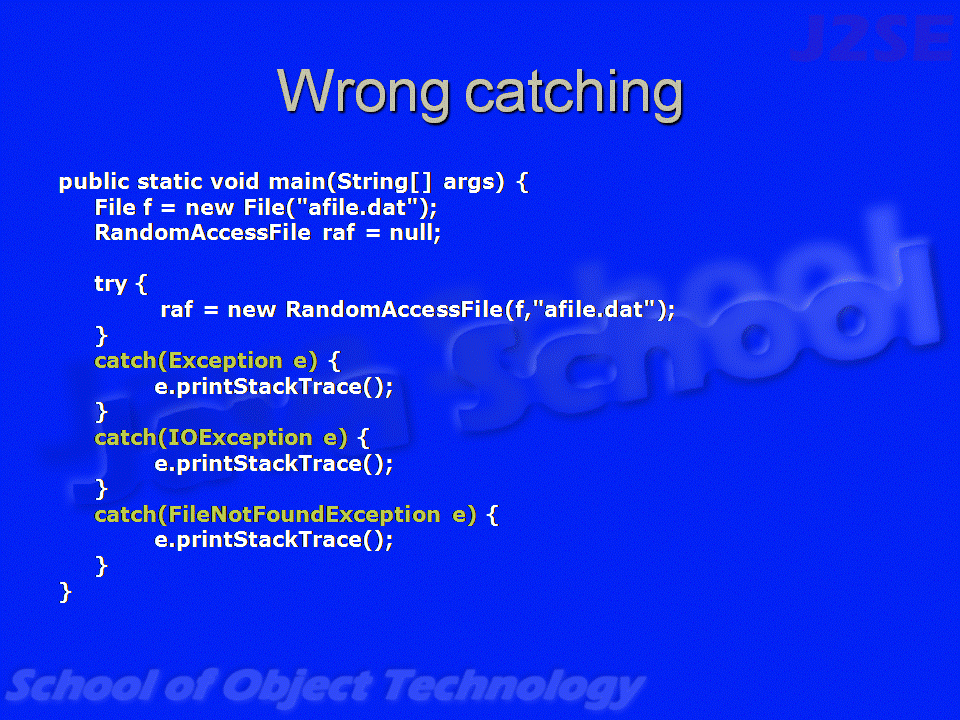 J2SE
Wrong catching
public static void main(String[] args) {
File f = new File("afile.dat");
RandomAccessFile raf = null;
try {
raf = new RandomAccessFile(f,"afile.dat");
}
catch(Exception e) {
e.printStackTrace();
}
catch(IOException e) {
e.printStackTrace();
}
catch(FileNotFoundException e) {
e.printStackTrace();
}
}
Java School
School of Object Technology